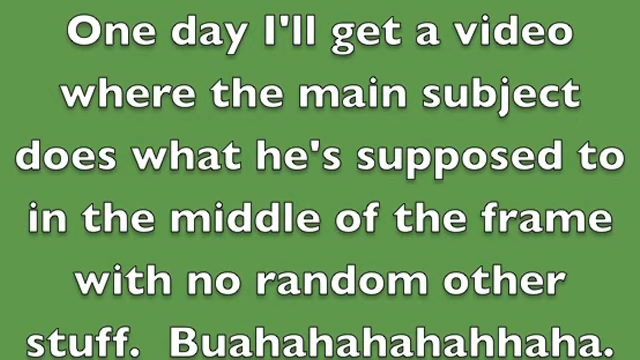 One day I'll get a video
where the main subject
does what he's supposed to
in the middle of the frame
with no random other
stuff.  Buahahahahahhaha.